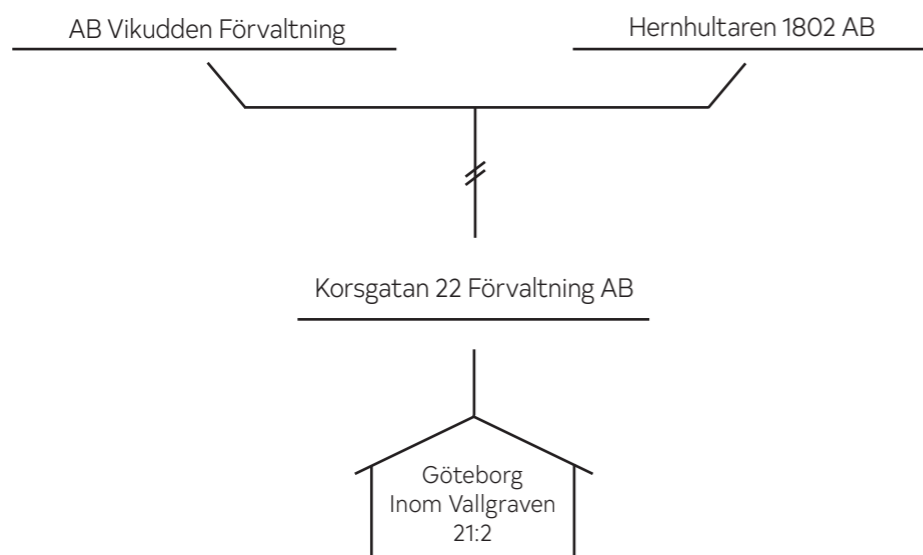 AB Vikudden Förvaltning
Hernhultaren 1802 AB
Korsgatan 22 Förvaltning AB
Göteborg
Inom Vallgraven
21:2